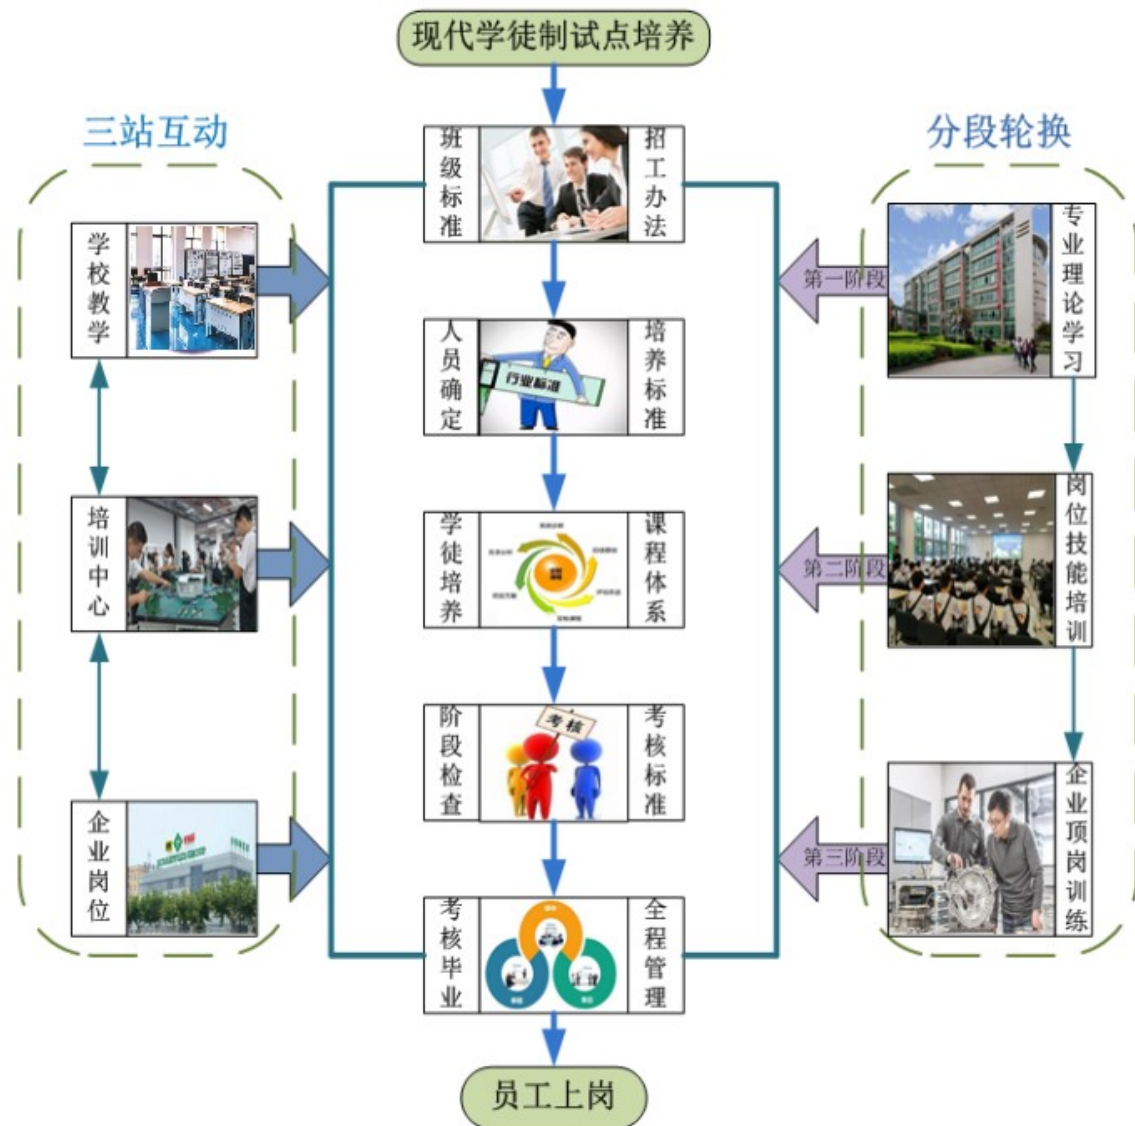 现代学徒制试点培养
三站互动
分段轮换
班级标准
招工办法
学校教学
第一阶段
专业理论学习
人员确定
行业标准
培养标准
培训中心
学徒培养
课程体系
第二阶段
岗位技能培训
阶段检查
考核
考核标准
企业岗位
第三阶段
企业顶岗训练
考核毕业
全程管理
员工上岗